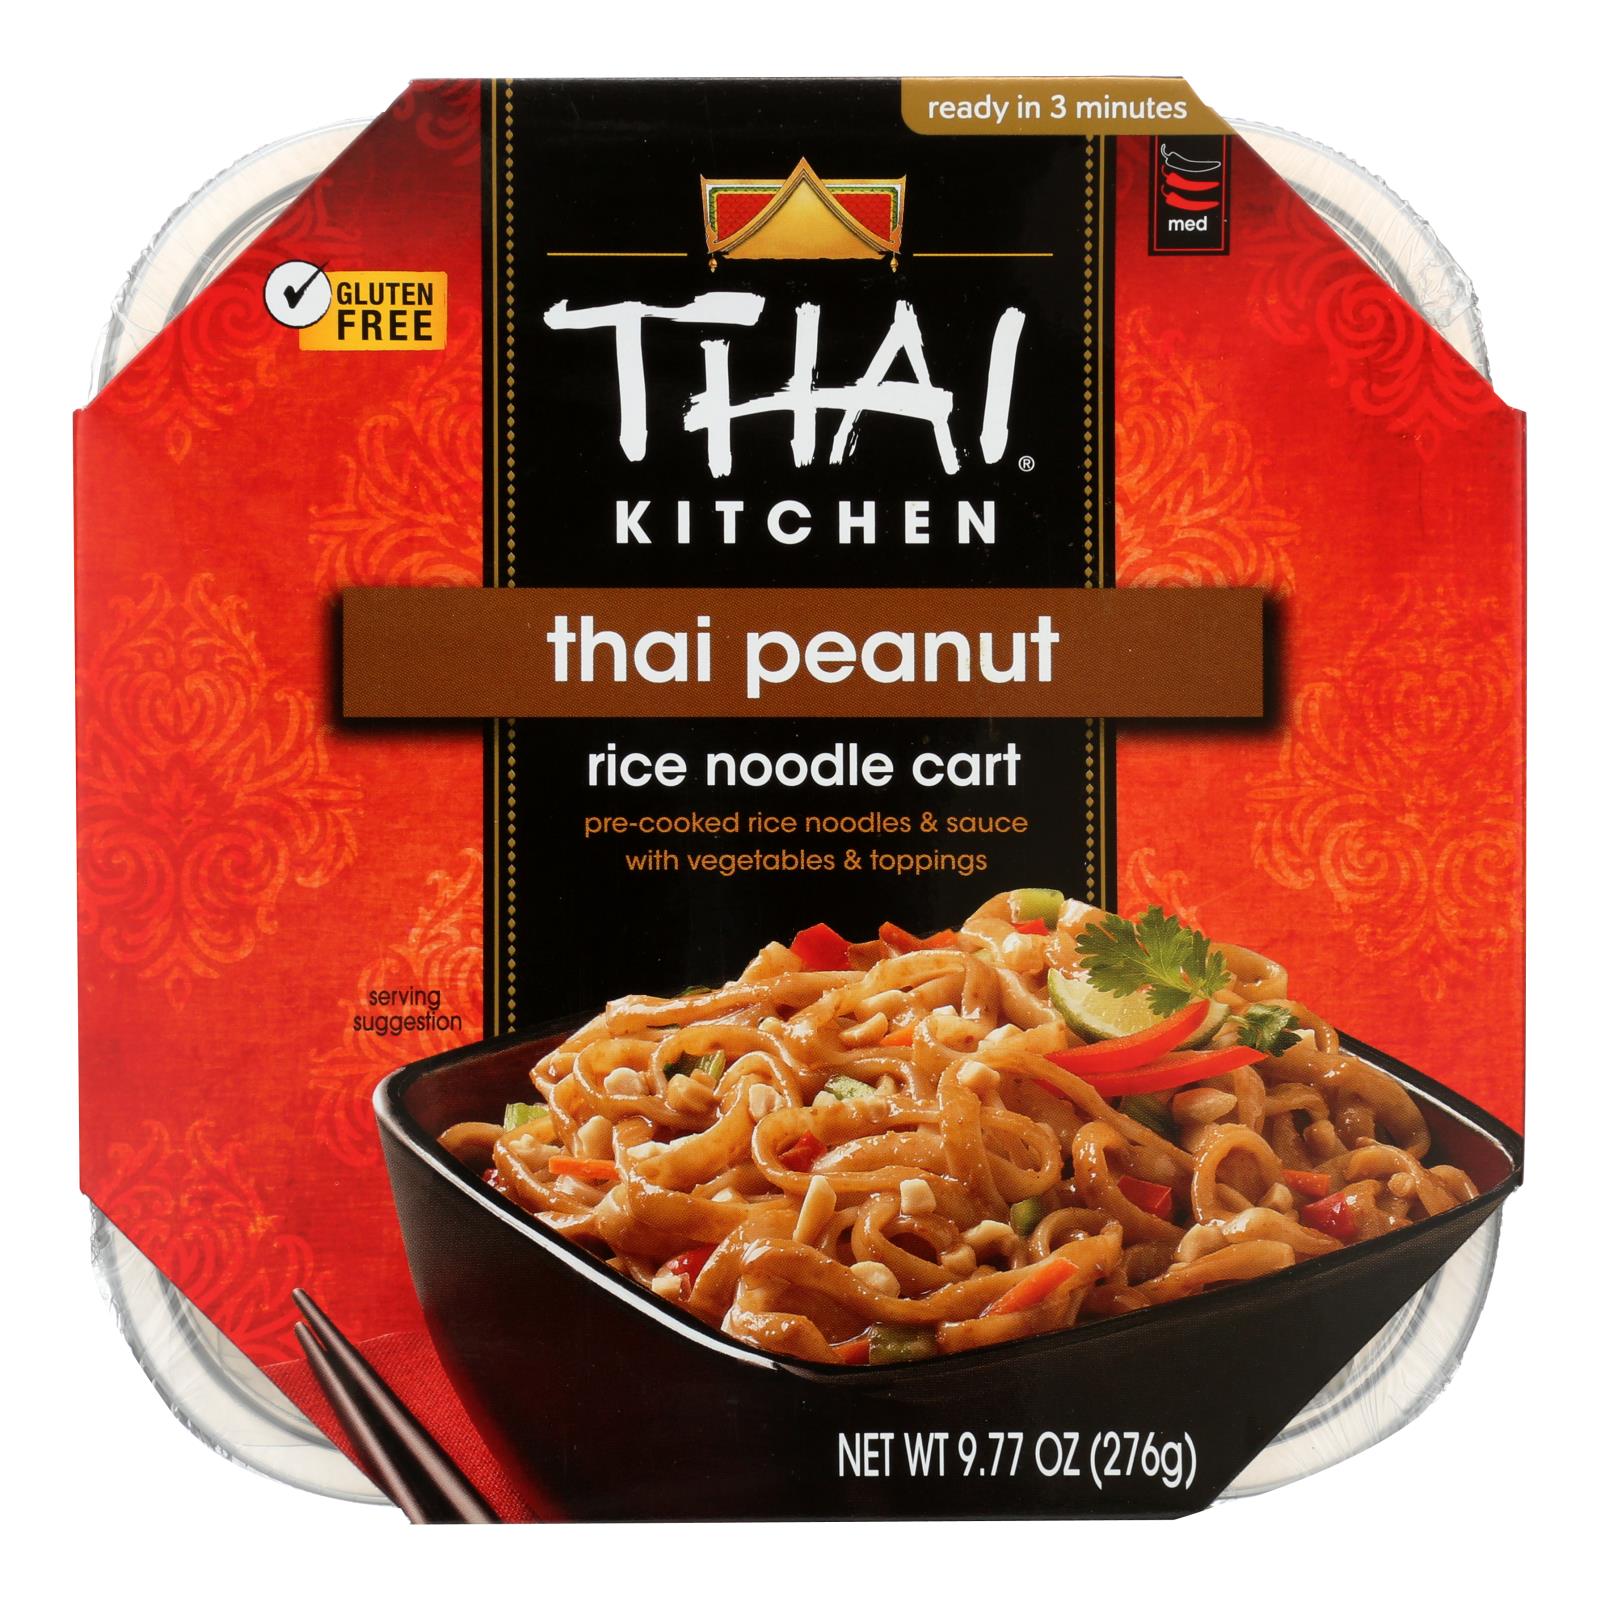 ready in 3 minutes
med
GLUTEN
FREE
THAI®
KITCHEN
thai peanut
rice noodle cart
pre-cooked rice noodles & sauce
with vegetables & toppings
serving
suggestion
NET WT 9.77 OZ (276g)